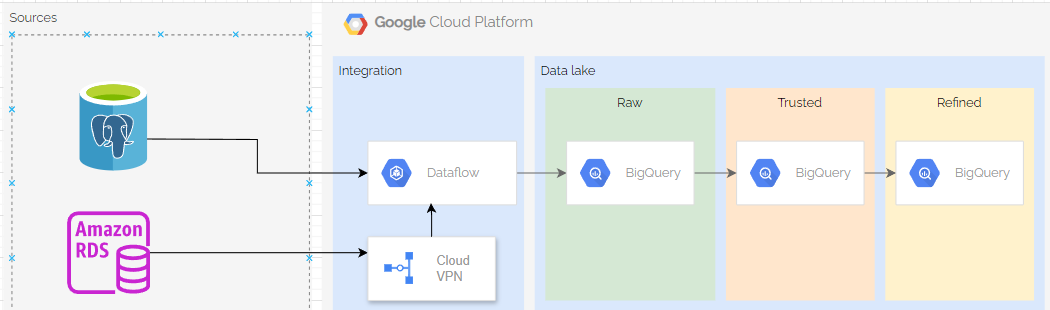 Sources
Google Cloud Platform
Integration
Data lake
Raw
Trusted
Refined
Dataflow
BigQuery
BigQuery
BigQuery
Amazon
RDS
Cloud
VPN